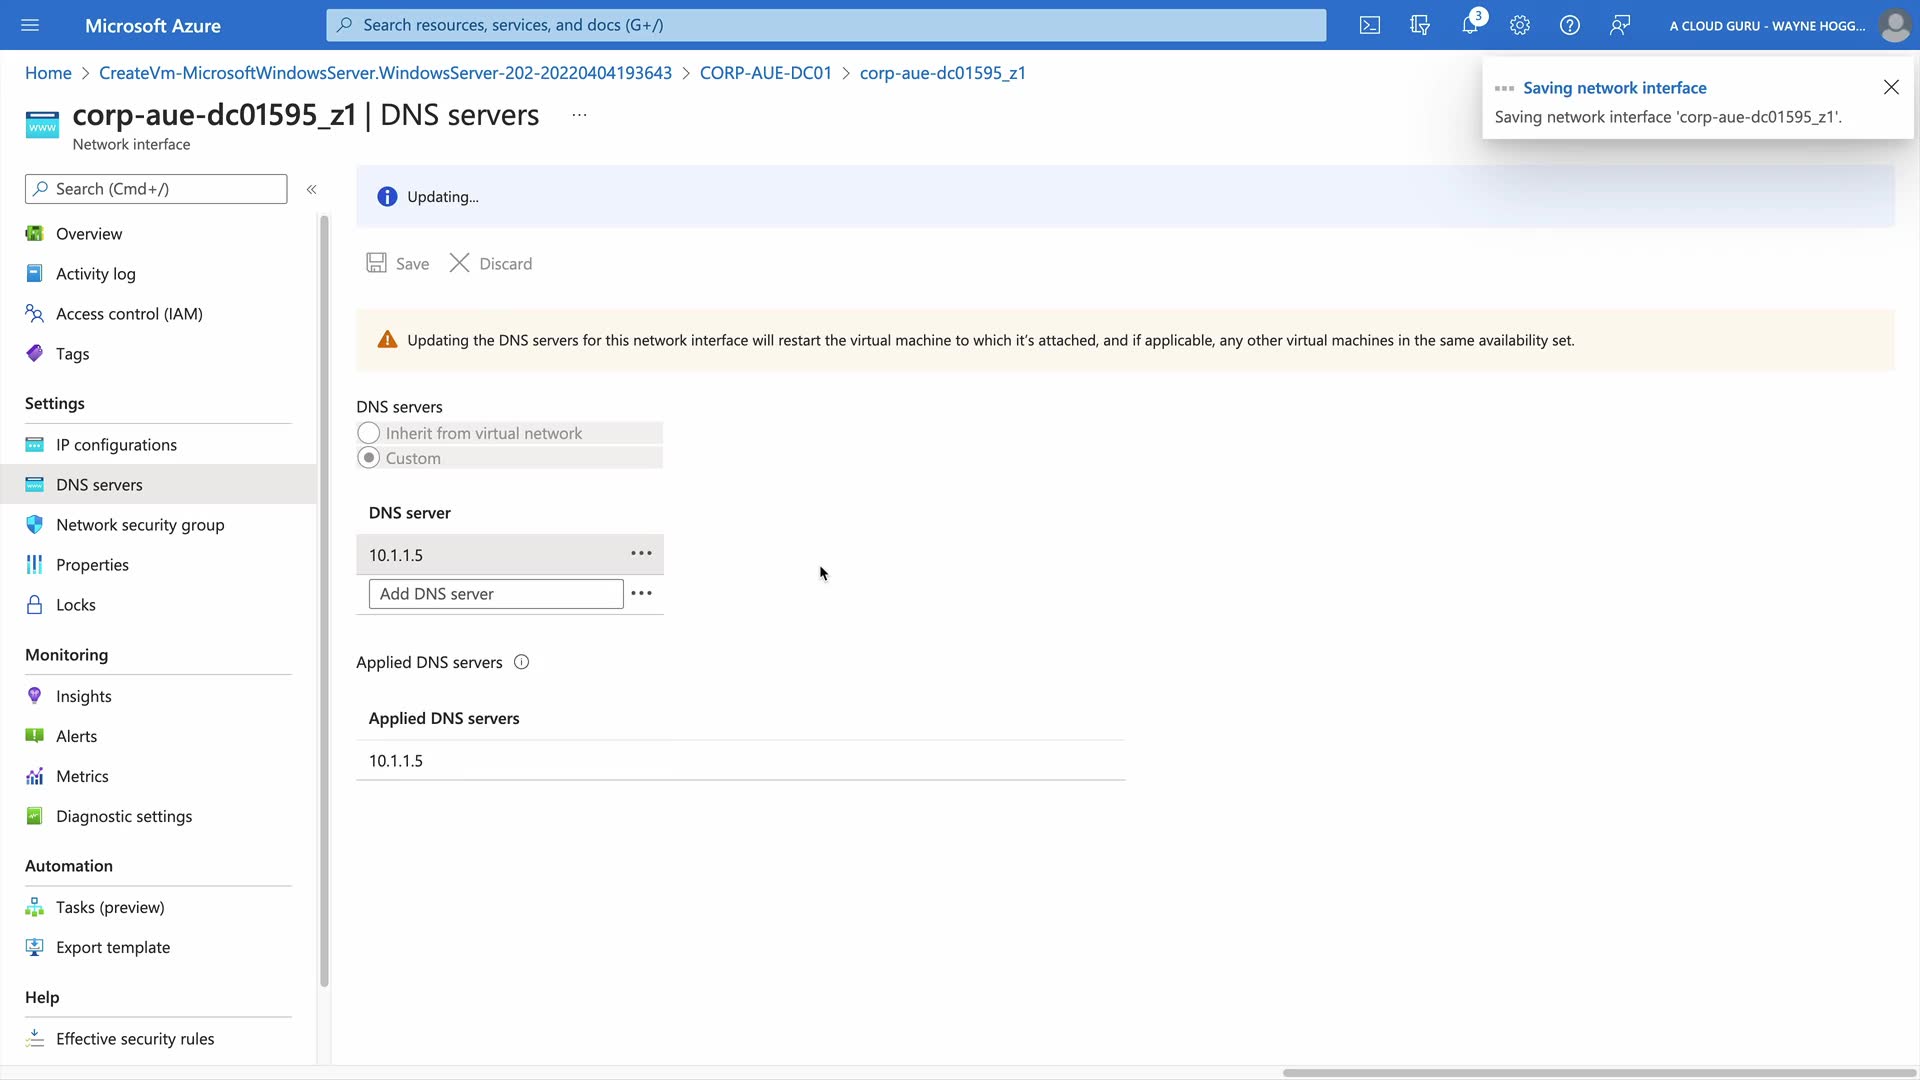 Microsoft Azure
Search resources, services, and docs (G+/)
3
A CLOUD GURU - WAYNE HOGG...
Home > CreateVm-MicrosoftWindowsServer.WindowsServer-202-20220404193643 > CORP-AUE-DC01 > corp-aue-dc01595_z1
Saving network interface
Saving network interface 'corp-aue-dc01595_z1'.
www
corp-aue-dc01595_z1 | DNS servers ...
Network interface
Search (Cmd+/)
«
Updating...
Overview
Activity log
Access control (IAM)
Tags
Settings
IP configurations
DNS servers
Network security group
Properties
Locks
Monitoring
Insights
Alerts
Metrics
Diagnostic settings
Automation
Tasks (preview)
Export template
Help
Effective security rules
Save
Discard
Updating the DNS servers for this network interface will restart the virtual machine to which it's attached, and if applicable, any other virtual machines in the same availability set.
DNS servers
Inherit from virtual network
Custom
DNS server
10.1.1.5
Add DNS server
Applied DNS servers
Applied DNS servers
10.1.1.5